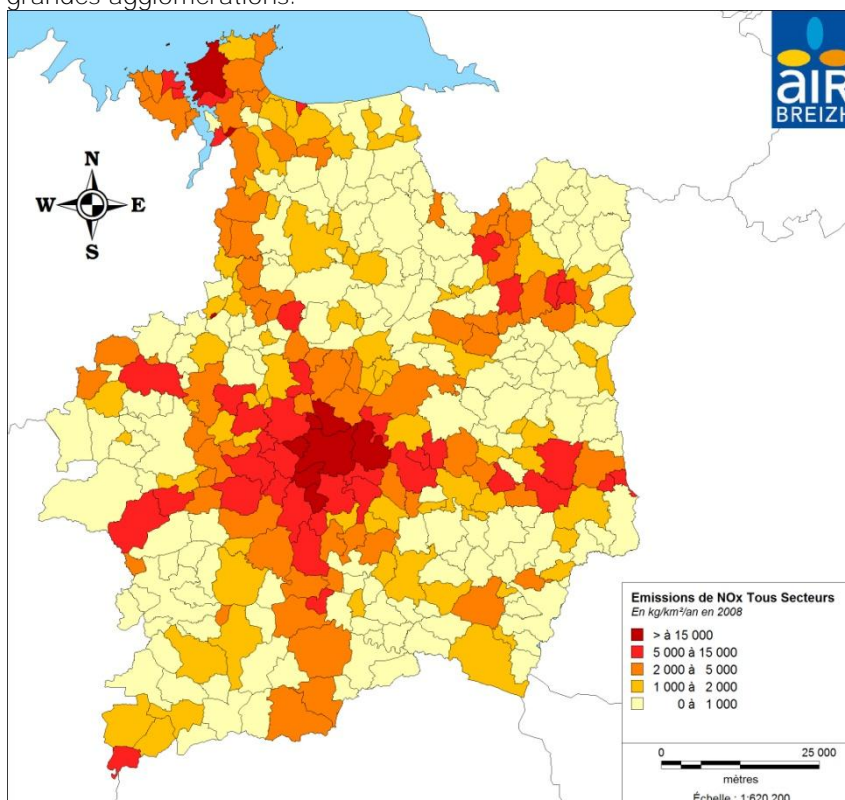 grandes agglomérations.
aiR
BREIZH
N
W E
S
Emissions de NOx Tous Secteurs
En kg/km²/an en 2008
> à 15 000
5 000 à 15 000
2 000 à 5 000
1 000 à 2 000
0 à 1 000
0 25 000
mètres
Échelle : 1:620 200